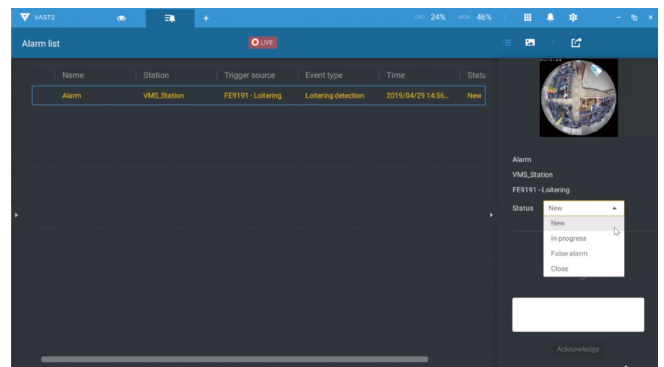 VAST2
CPU 24% MEM 46%
Alarm list
LIVE
Name Station Trigger source Event type Time Statu
Alarm VMS_Station FE9191 - Loitering Loitering detection 2019/04/29 14:56... New
Alarm
VMS_Station
FE9191 - Loitering
Status New
New
In progress
False alarm
Close
Acknowledge